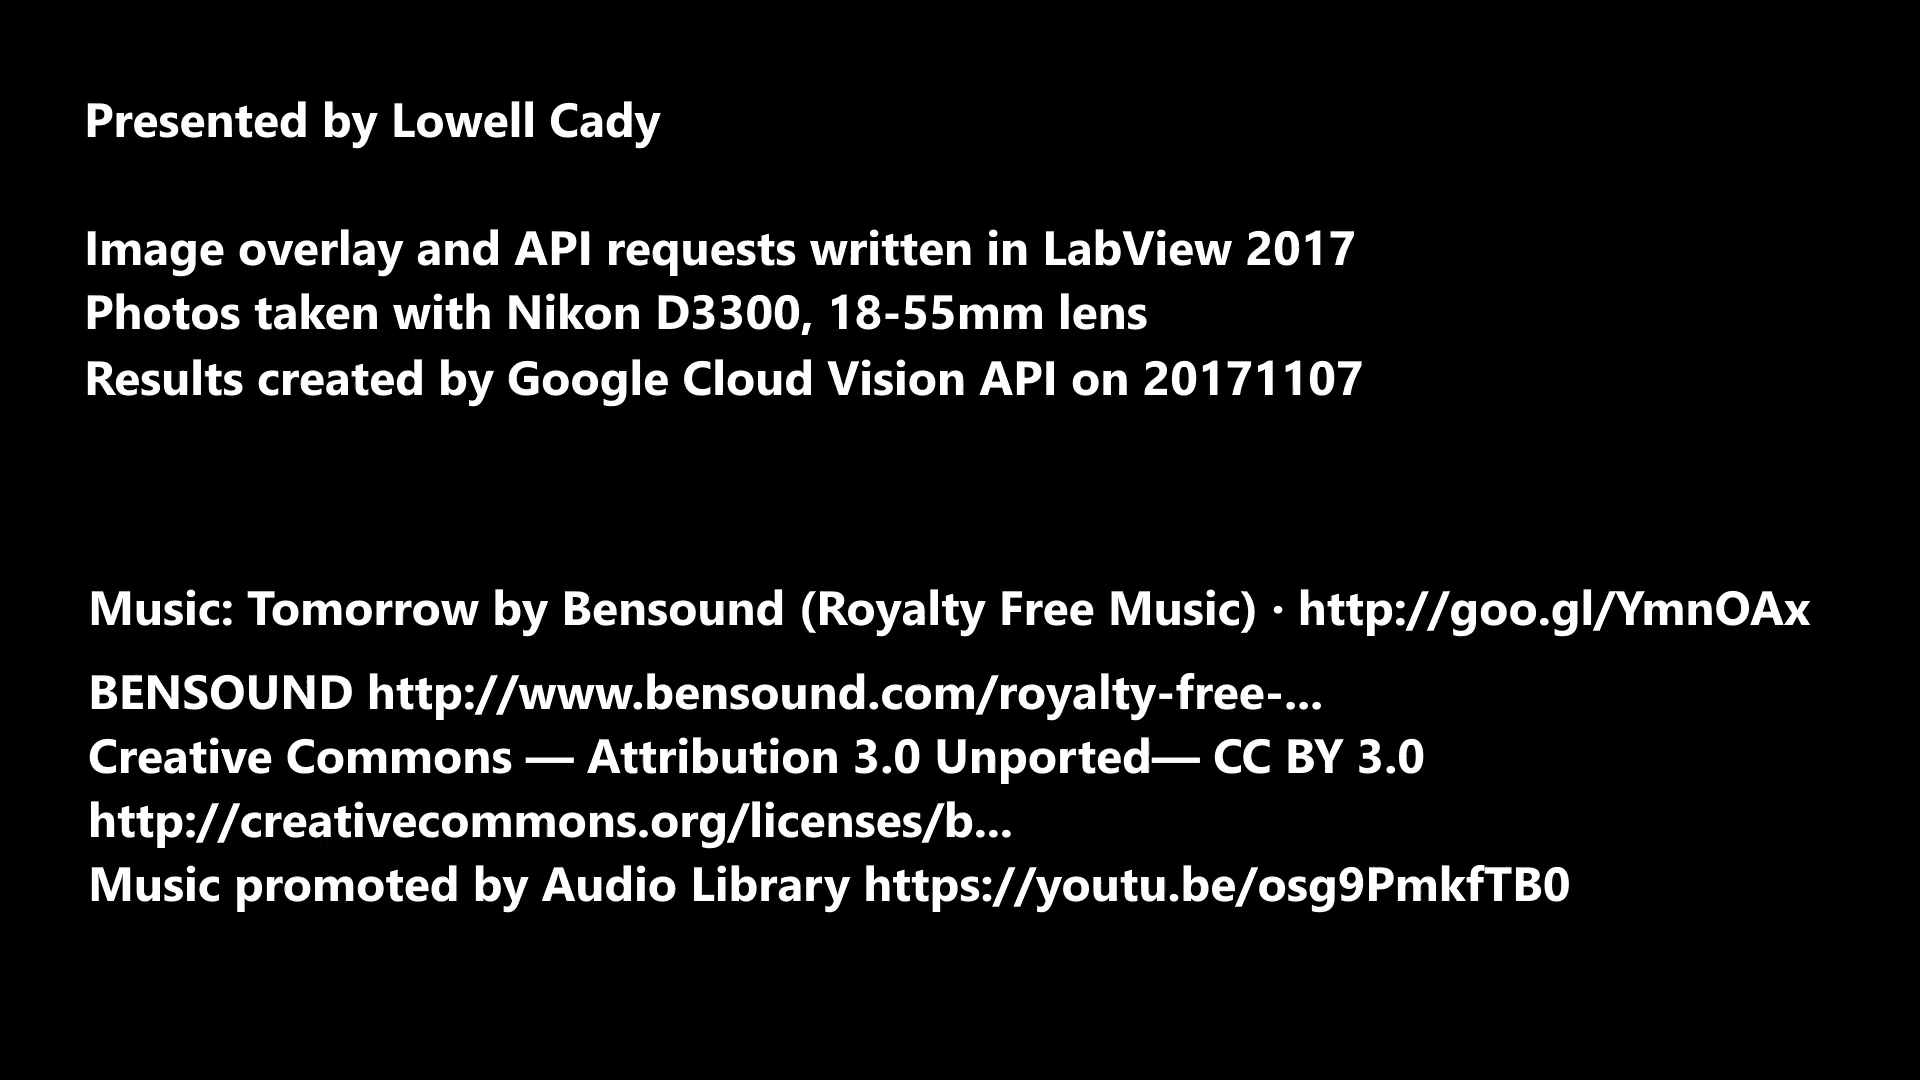 Presented by Lowell Cady
Image overlay and API requests written in LabView 2017
Photos taken with Nikon D3300, 18-55mm lens
Results created by Google Cloud Vision API on 20171107
Music: Tomorrow by Bensound (Royalty Free Music) · http://goo.gl/YmnOAx
BENSOUND http://www.bensound.com/royalty-free-...
Creative Commons — Attribution 3.0 Unported— CC BY 3.0
http://creativecommons.org/licenses/b...
Music promoted by Audio Library https://youtu.be/osg9PmkfTB0